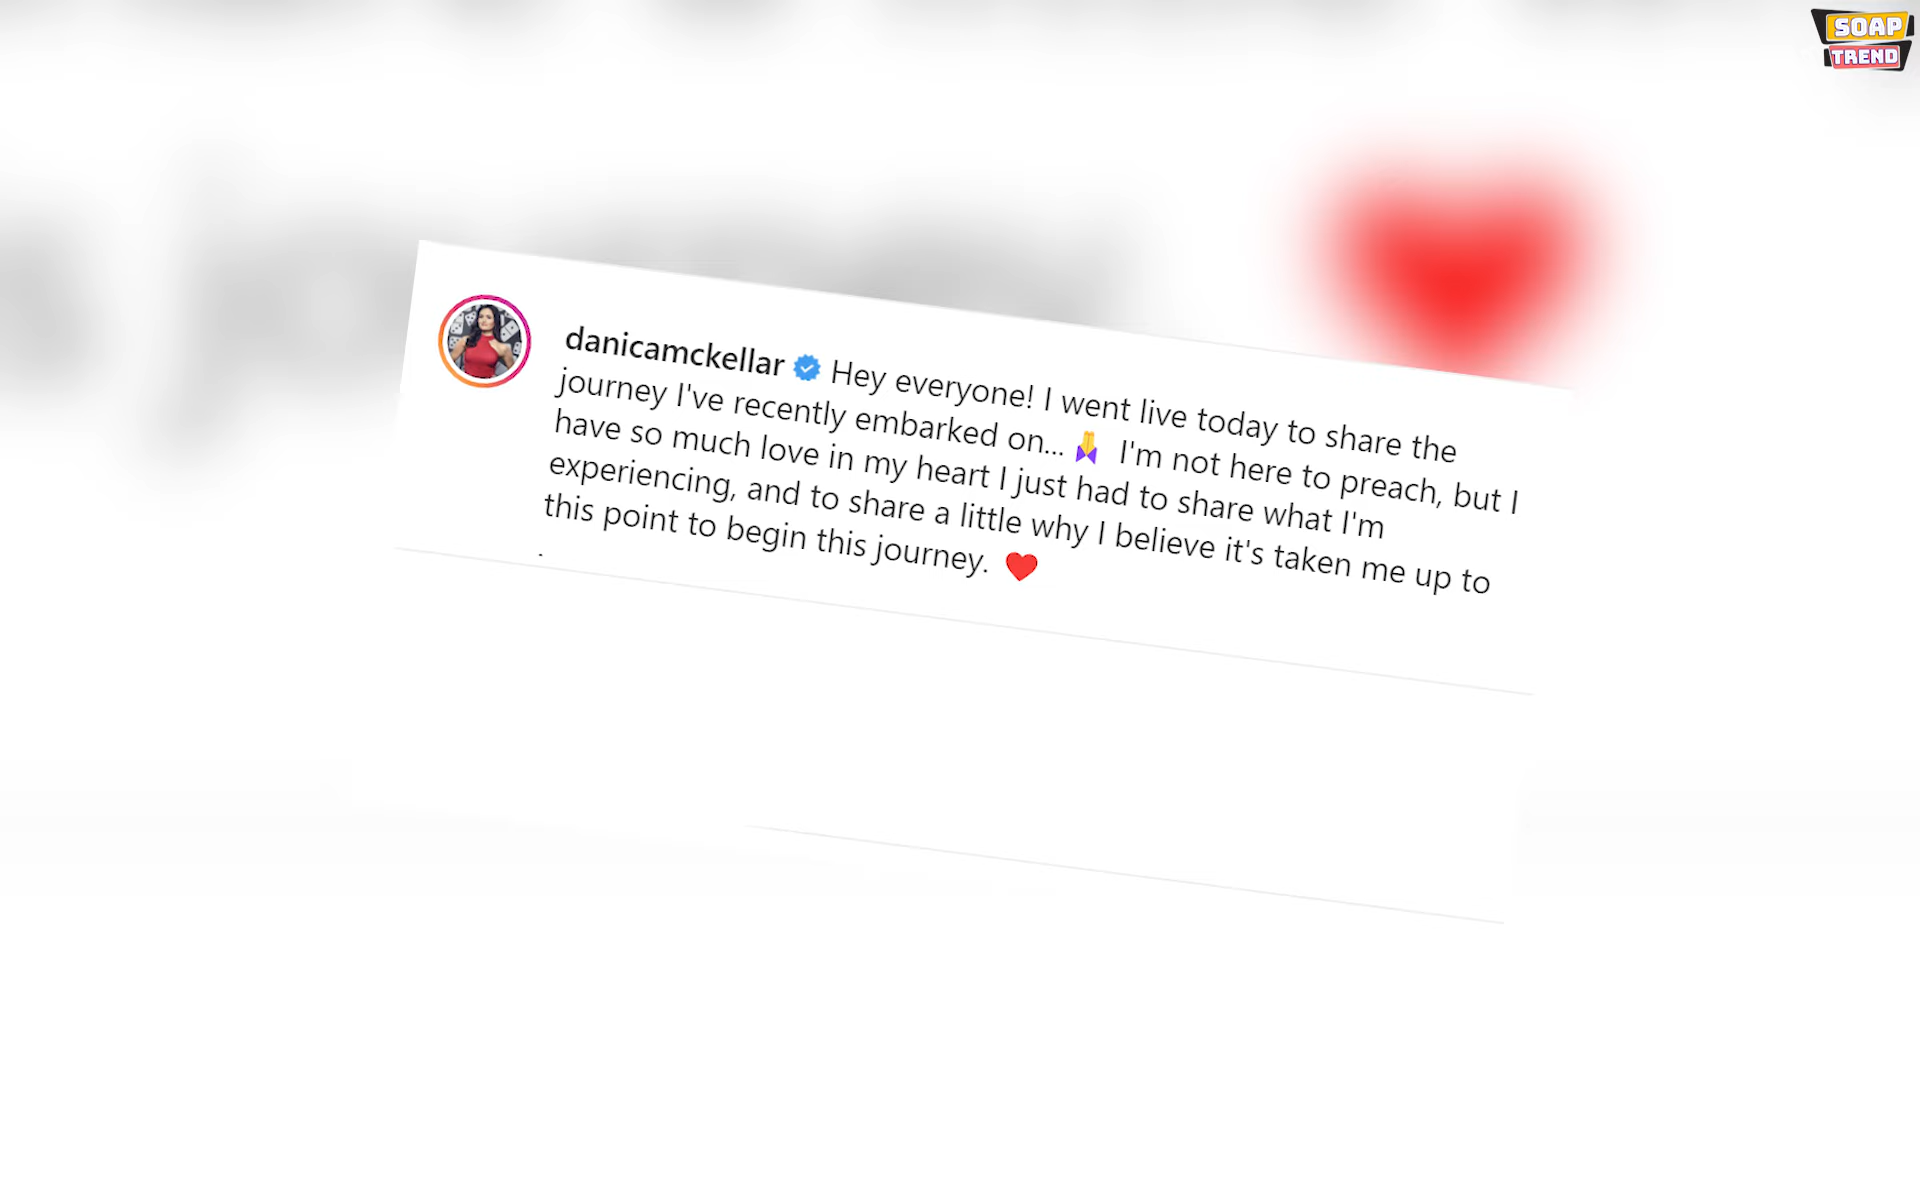 SOAP
TREND
danicamckellar Hey everyone! I went live today to share the
journey I've recently embarked on... 🙏 I'm not here to preach, but I
have so much love in my heart I just had to share what I'm
experiencing, and to share a little why I believe it's taken me up to
this point to begin this journey. ❤️
.